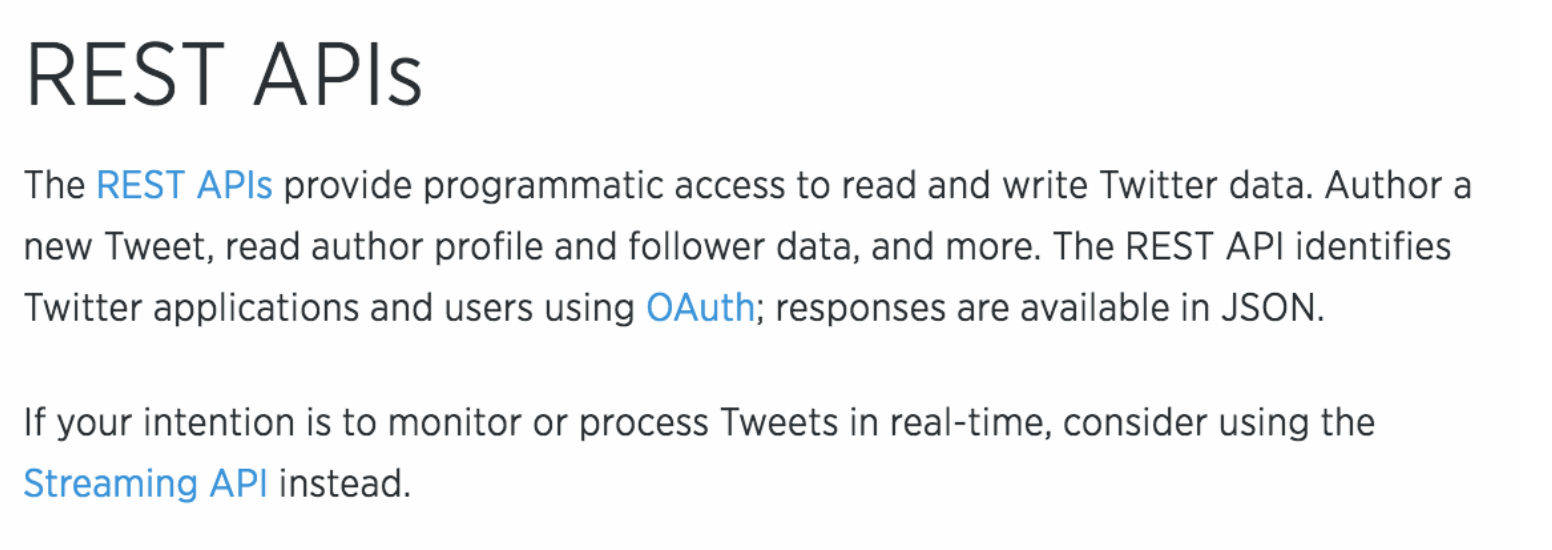 REST APIs
The REST APIs provide programmatic access to read and write Twitter data. Author a
new Tweet, read author profile and follower data, and more. The REST API identifies
Twitter applications and users using OAuth; responses are available in JSON.
If your intention is to monitor or process Tweets in real-time, consider using the
Streaming API instead.